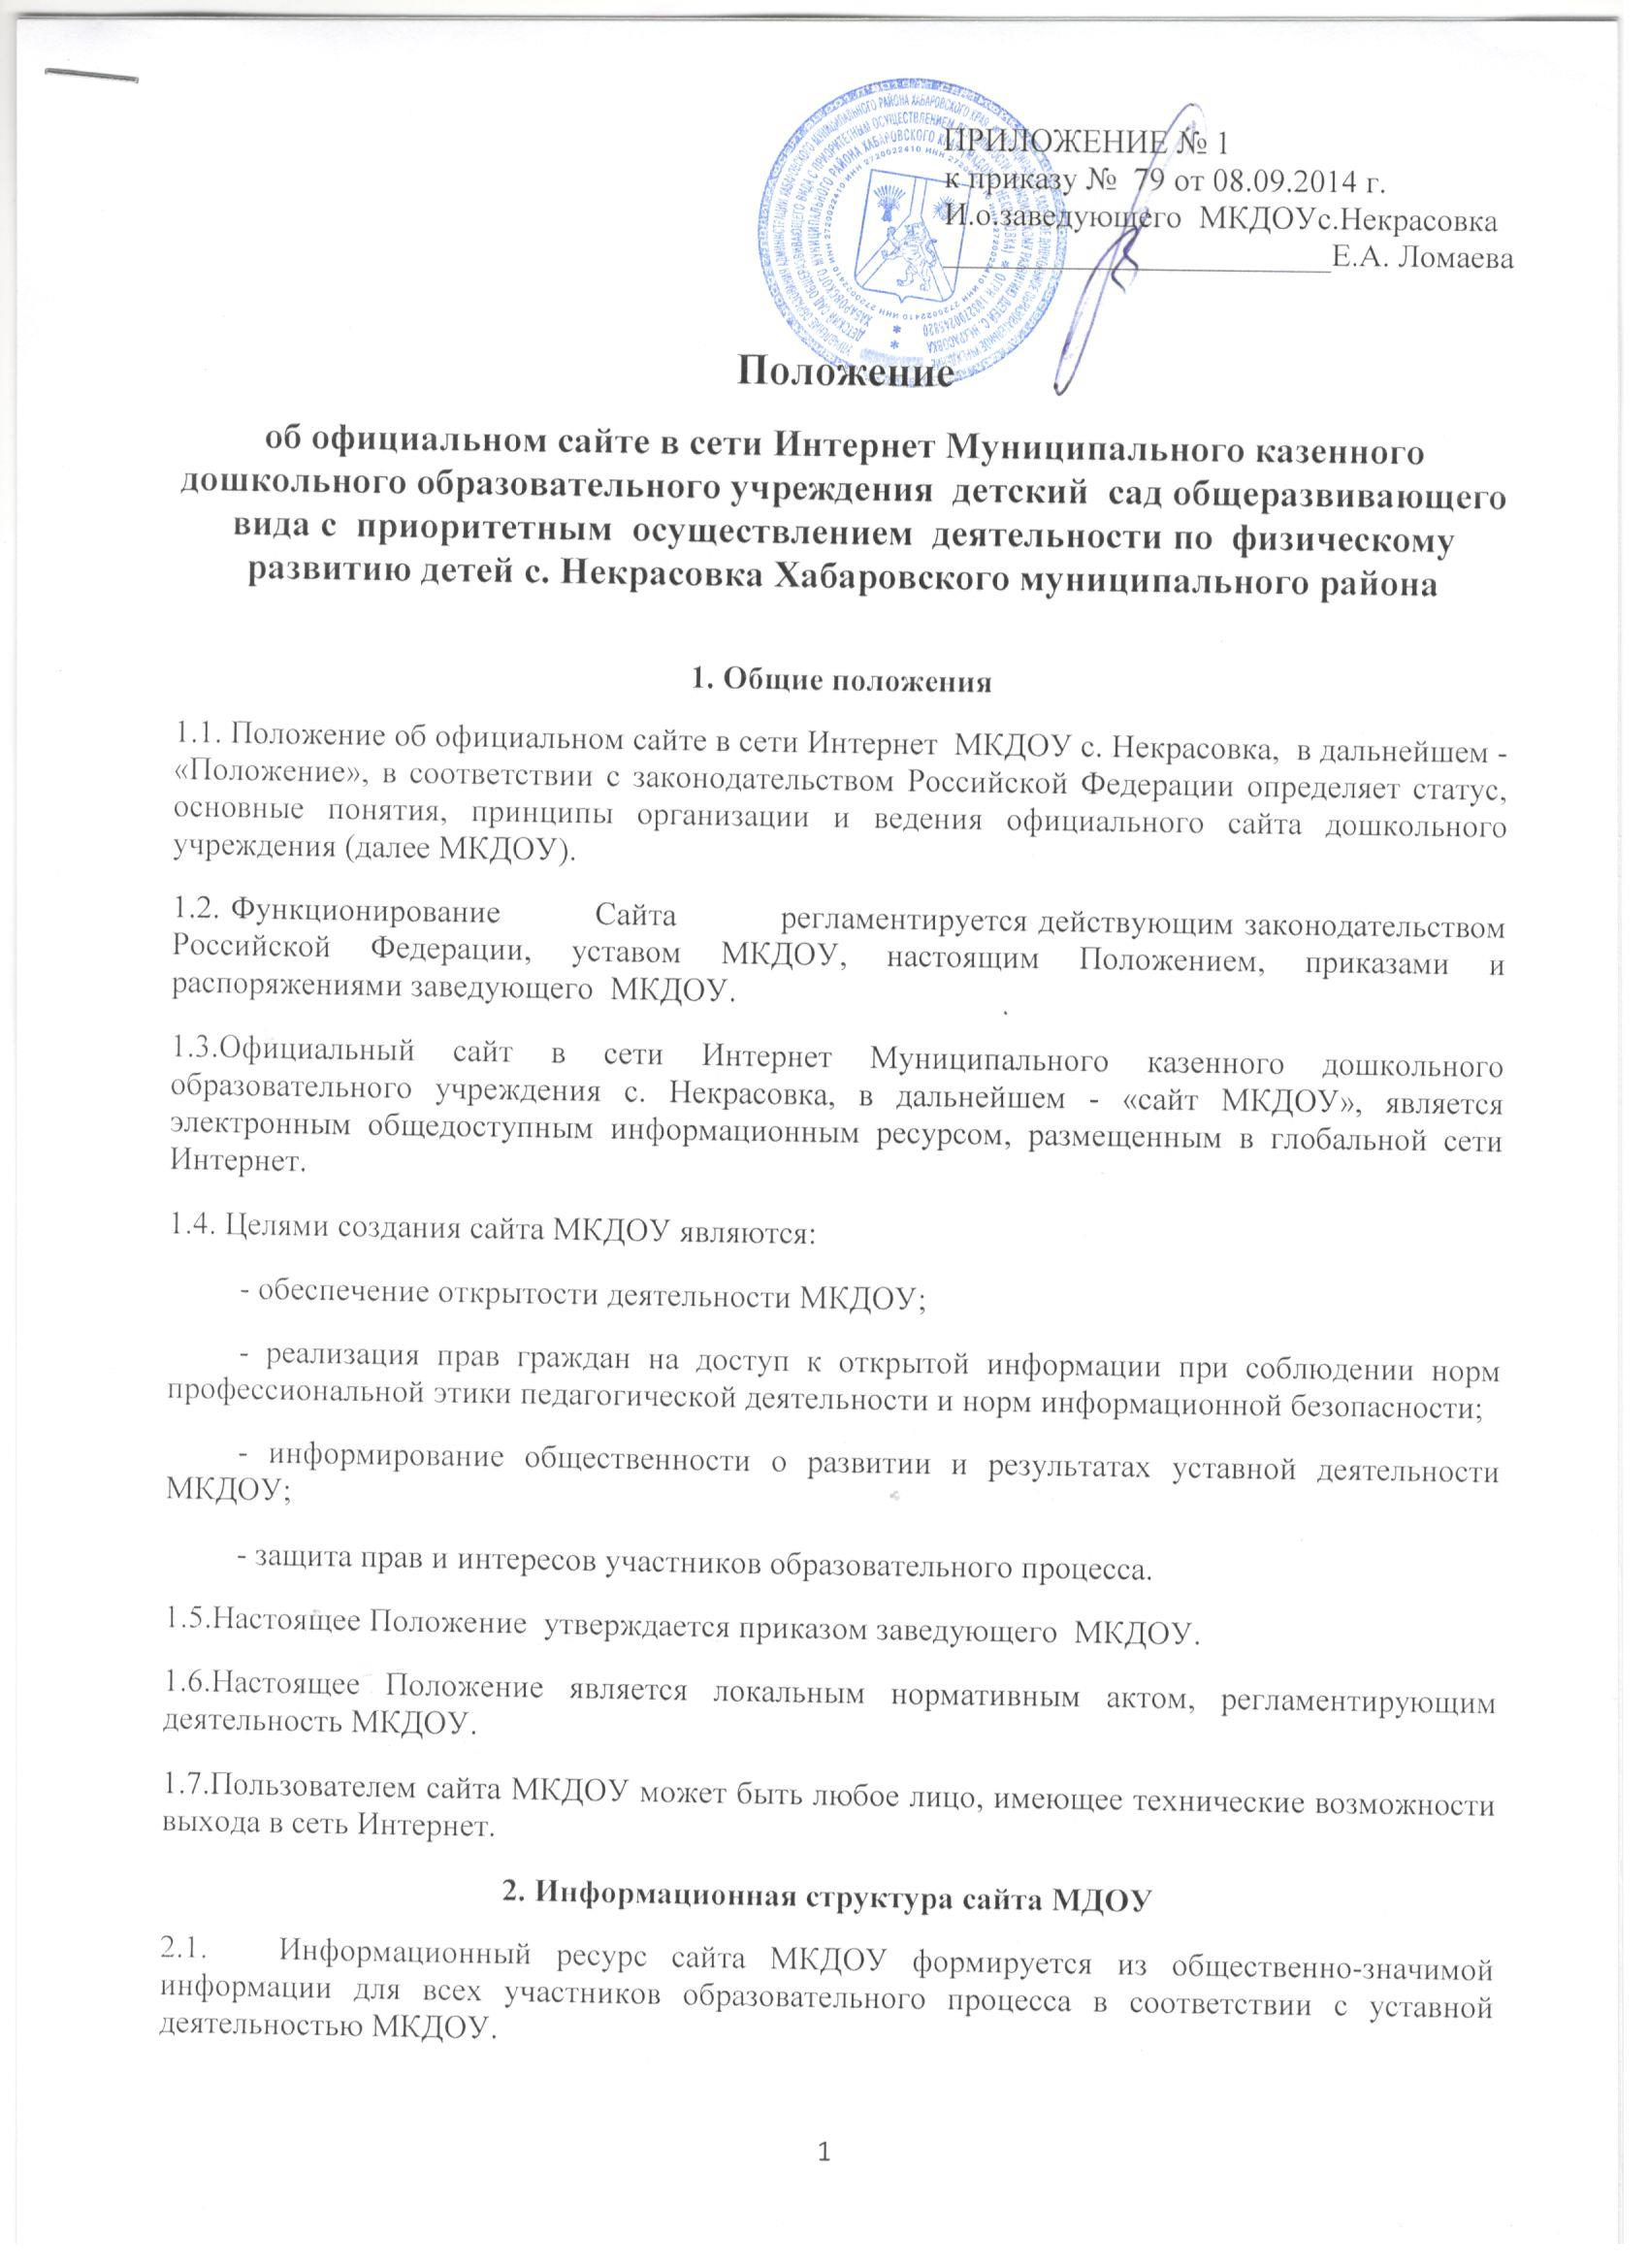 ПРИЛОЖЕНИЕ № 1
к приказу № 79 от 08.09.2014 г.
И.о.заведующего МКДОУс.Некрасовка
Е.А. Ломаева
Положение
об официальном сайте в сети Интернет Муниципального казенного
дошкольного образовательного учреждения детский сад общеразвивающего
вида с приоритетным осуществлением деятельности по физическому
развитию детей с. Некрасовка Хабаровского муниципального района
1. Общие положения
1.1. Положение об официальном сайте в сети Интернет МКДОУ с. Некрасовка, в дальнейшем -
«Положение», в соответствии с законодательством Российской Федерации определяет статус,
основные понятия, принципы организации и ведения официального сайта дошкольного
учреждения (далее МКДОУ).
1.2. Функционирование Сайта регламентируется действующим законодательством
Российской Федерации, уставом МКДОУ, настоящим Положением, приказами и
распоряжениями заведующего МКДОУ.
1.3.Официальный сайт в сети Интернет Муниципального казенного дошкольного
образовательного учреждения с. Некрасовка, в дальнейшем - «сайт МКДОУ», является
электронным общедоступным информационным ресурсом, размещенным в глобальной сети
Интернет.
1.4. Целями создания сайта МКДОУ являются:
- обеспечение открытости деятельности МКДОУ;
- реализация прав граждан на доступ к открытой информации при соблюдении норм
профессиональной этики педагогической деятельности и норм информационной безопасности;
- информирование общественности о развитии и результатах уставной деятельности
МКДОУ;
- защита прав и интересов участников образовательного процесса.
1.5.Настоящее Положение утверждается приказом заведующего МКДОУ.
1.6.Настоящее Положение является локальным нормативным актом, регламентирующим
деятельность МКДОУ.
1.7.Пользователем сайта МКДОУ может быть любое лицо, имеющее технические возможности
выхода в сеть Интернет.
2. Информационная структура сайта МДОУ
2.1. Информационный ресурс сайта МКДОУ формируется из общественно-значимой
информации для всех участников образовательного процесса в соответствии с уставной
деятельностью МКДОУ.
1